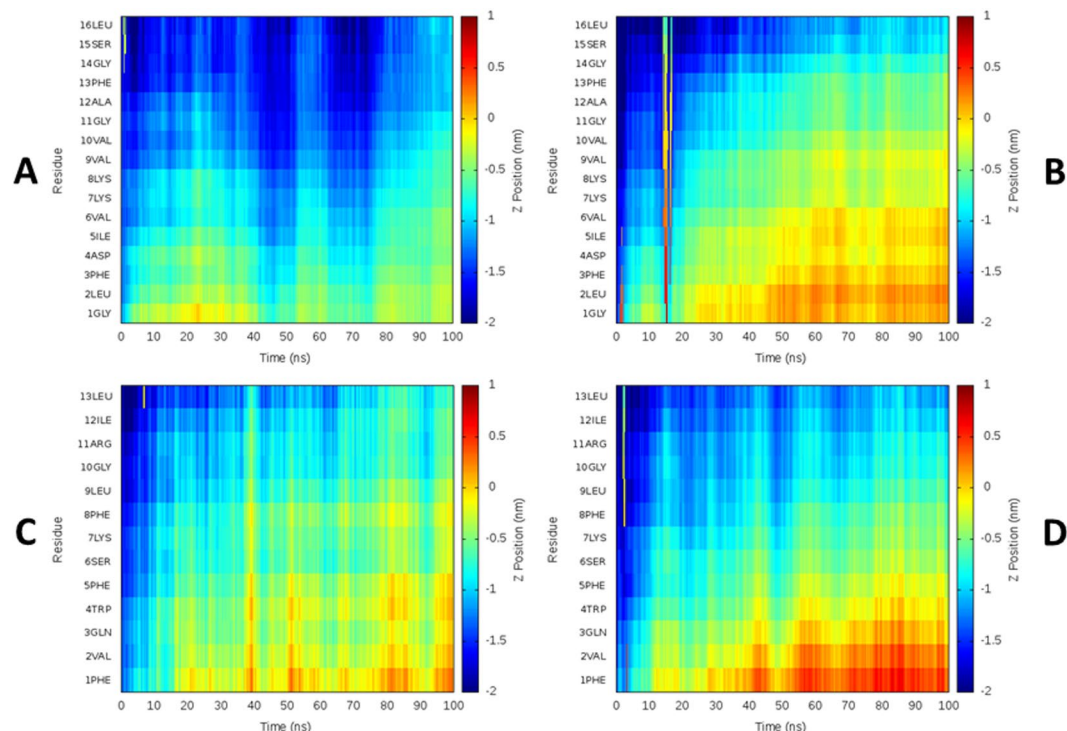 A
Residue
16LEU
15SER
14GLY
13PHE
12ALA
11GLY
10VAL
9VAL
8LYS
7LYS
6VAL
5ILE
4ASP
3PHE
2LEU
1GLY
0 10 20 30 40 50 60 70 80 90 100
Time (ns)
1
0.5
0
-0.5
-1
-1.5
-2
Z Position (nm)
B
Residue
16LEU
15SER
14GLY
13PHE
12ALA
11GLY
10VAL
9VAL
8LYS
7LYS
6VAL
5ILE
4ASP
3PHE
2LEU
1GLY
0 10 20 30 40 50 60 70 80 90 100
Time (ns)
1
0.5
0
-0.5
-1
-1.5
-2
Z Position (nm)
C
Residue
13LEU
12ILE
11ARG
10GLY
9LEU
8PHE
7LYS
6SER
5PHE
4TRP
3GLN
2VAL
1PHE
0 10 20 30 40 50 60 70 80 90 100
Time (ns)
1
0.5
0
-0.5
-1
-1.5
-2
Z Position (nm)
D
Residue
13LEU
12ILE
11ARG
10GLY
9LEU
8PHE
7LYS
6SER
5PHE
4TRP
3GLN
2VAL
1PHE
0 10 20 30 40 50 60 70 80 90 100
Time (ns)
1
0.5
0
-0.5
-1
-1.5
-2
Z Position (nm)